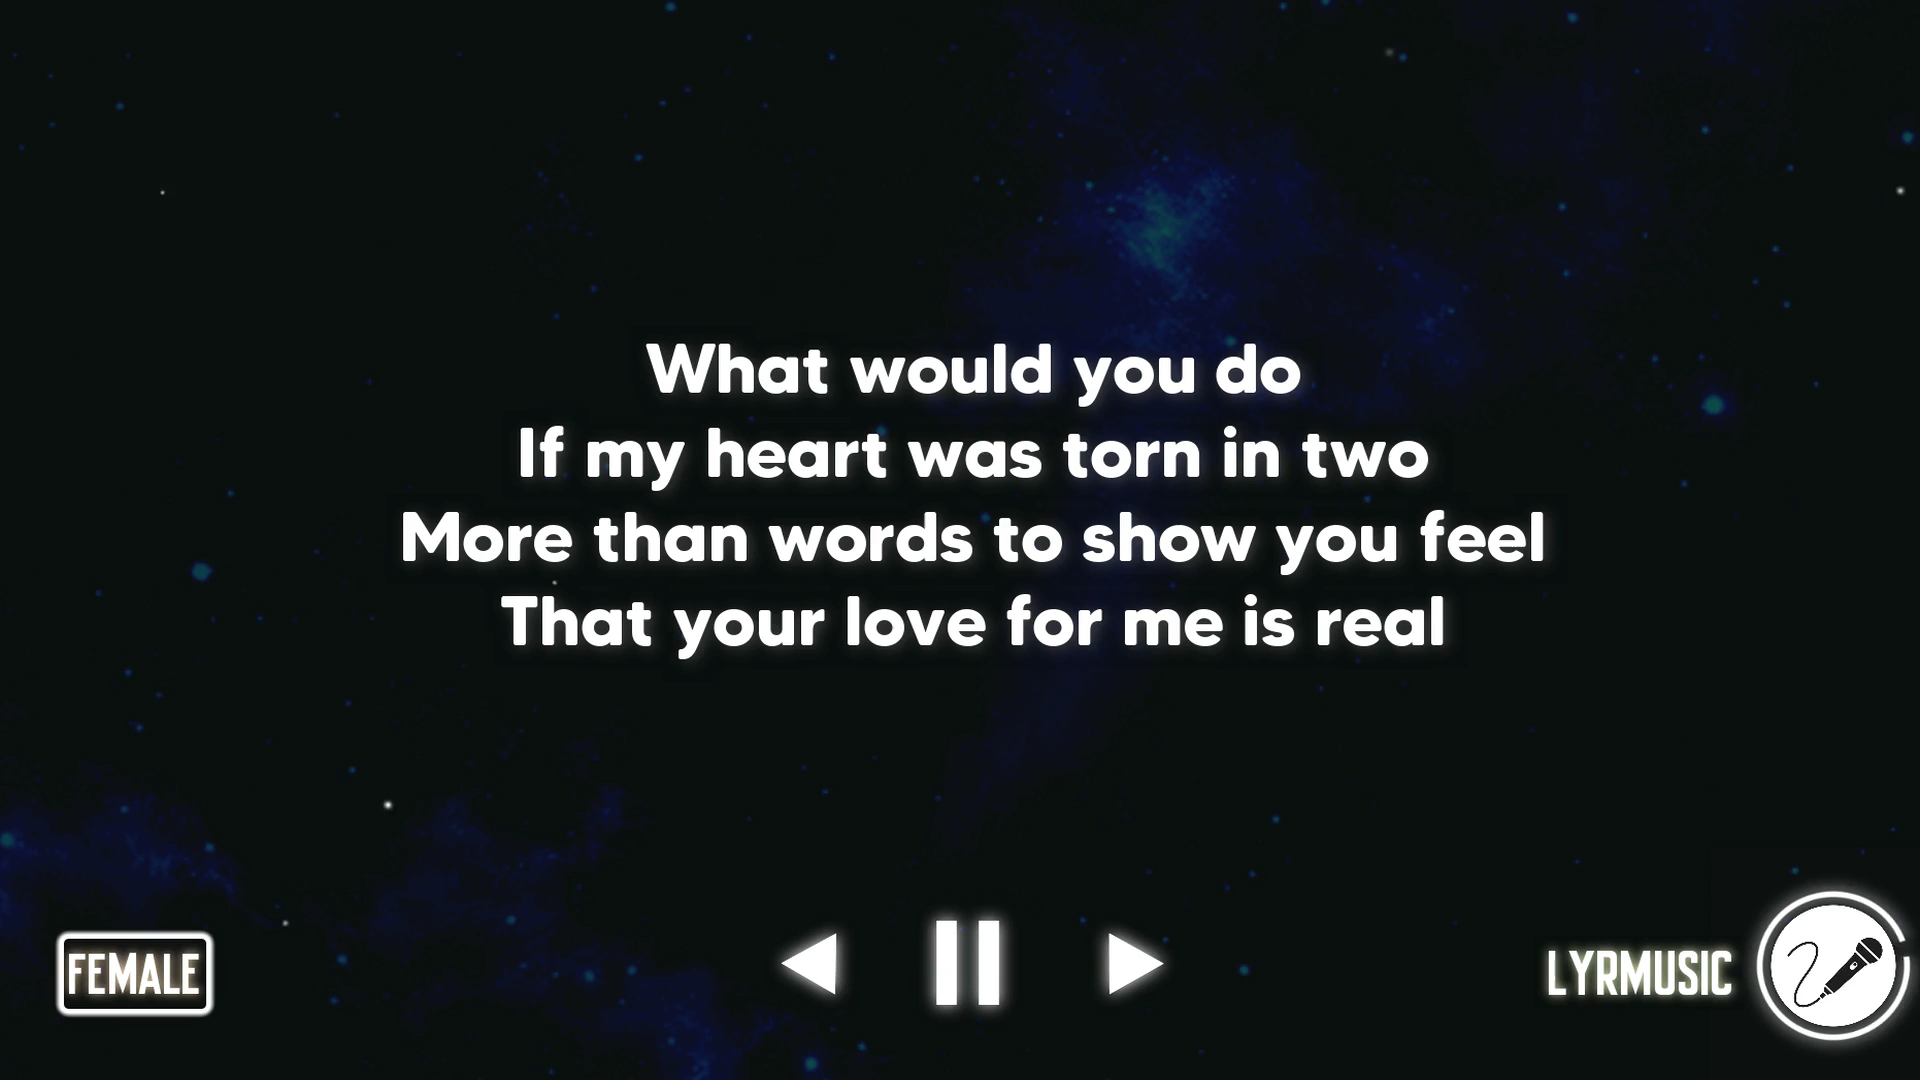 What would you do
If my heart was torn in two
More than words to show you feel
That your love for me is real
FEMALE
LYRMUSIC